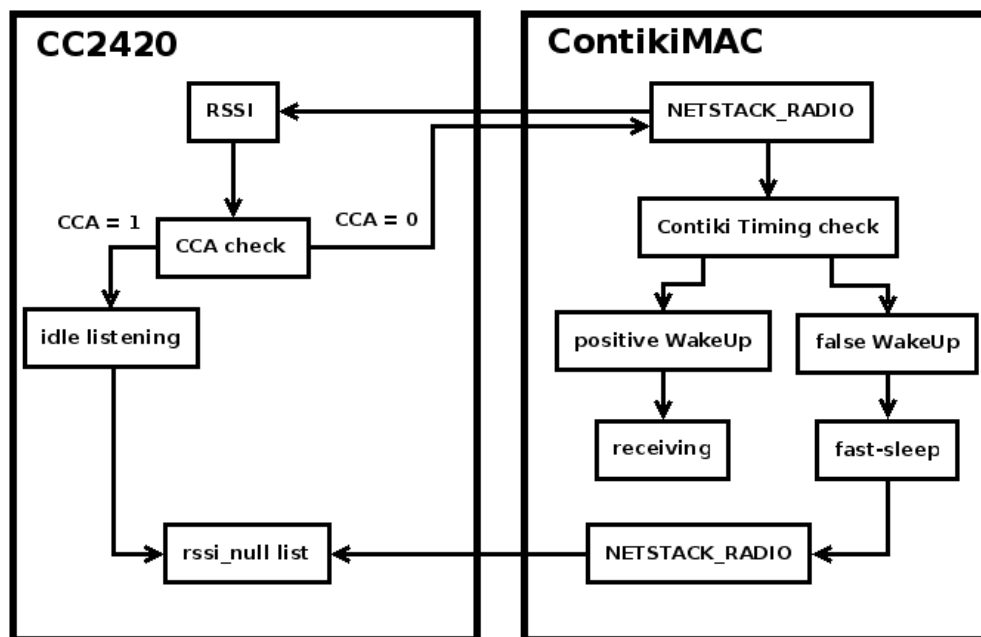 CC2420
RSSI
CCA = 1
CCA = 0
CCA check
idle listening
rssi_null list
ContikiMAC
NETSTACK_RADIO
Contiki Timing check
positive WakeUp
false WakeUp
receiving
fast-sleep
NETSTACK_RADIO